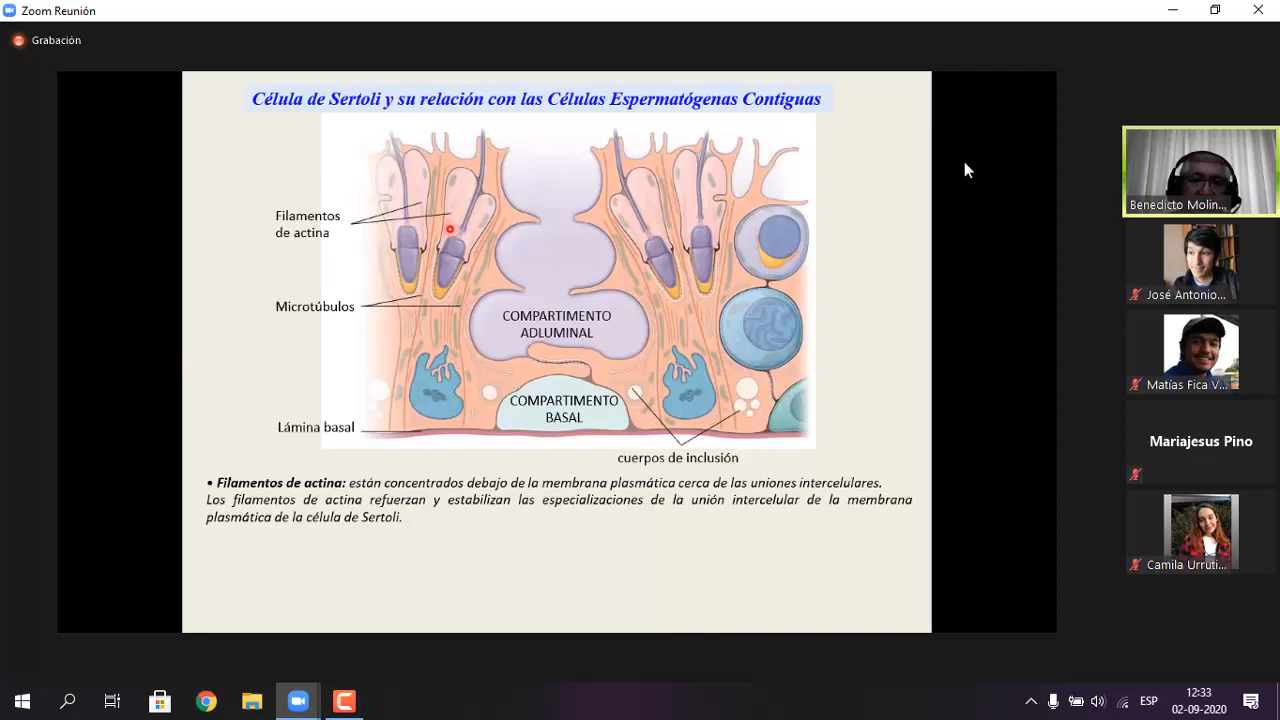 Zoom Reunión
Grabación
Célula de Sertoli y su relación con las Células Espermatógenas Contiguas
Filamentos
de actina
Microtúbulos
COMPARTIMENTO
ADLUMINAL
COMPARTIMENTO
BASAL
Lámina basal
cuerpos de inclusión
• Filamentos de actina: están concentrados debajo de la membrana plasmática cerca de las uniones intercelulares.
Los filamentos de actina refuerzan y estabilizan las especializaciones de la unión intercelular de la membrana
plasmática de la célula de Sertoli.
Benedicto Molin...
José Antonio...
Matías Fica V...
Mariajesus Pino
Camila Urruti...
ESP
12:33
02-09-2020